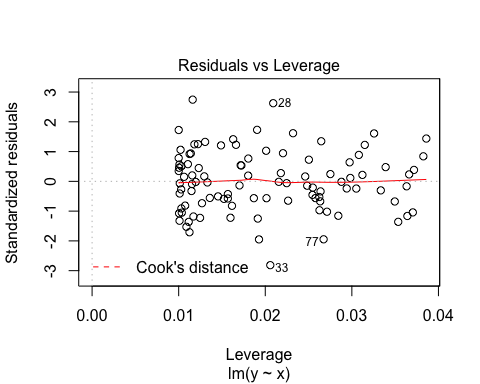 Residuals vs Leverage
Standardized residuals
3
2
1
0
-1
-2
-3
28
77
33
Cook's distance
0.00 0.01 0.02 0.03 0.04
Leverage
lm(y ~ x)